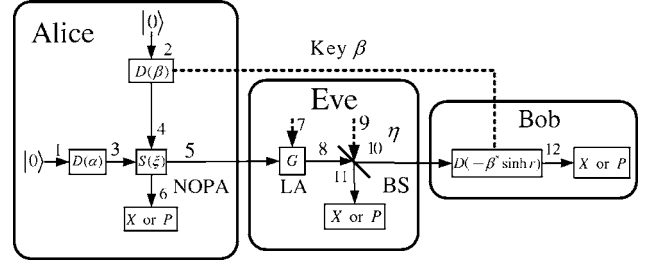 Alice
|0⟩
2
D(β)
Key β
4
|0⟩
1
D(α)
3
S(ξ)
5
NOPA
6
X or P
Eve
7
9
η
G
8
10
LA
11
BS
X or P
Bob
D(−β* sinh r)
12
X or P